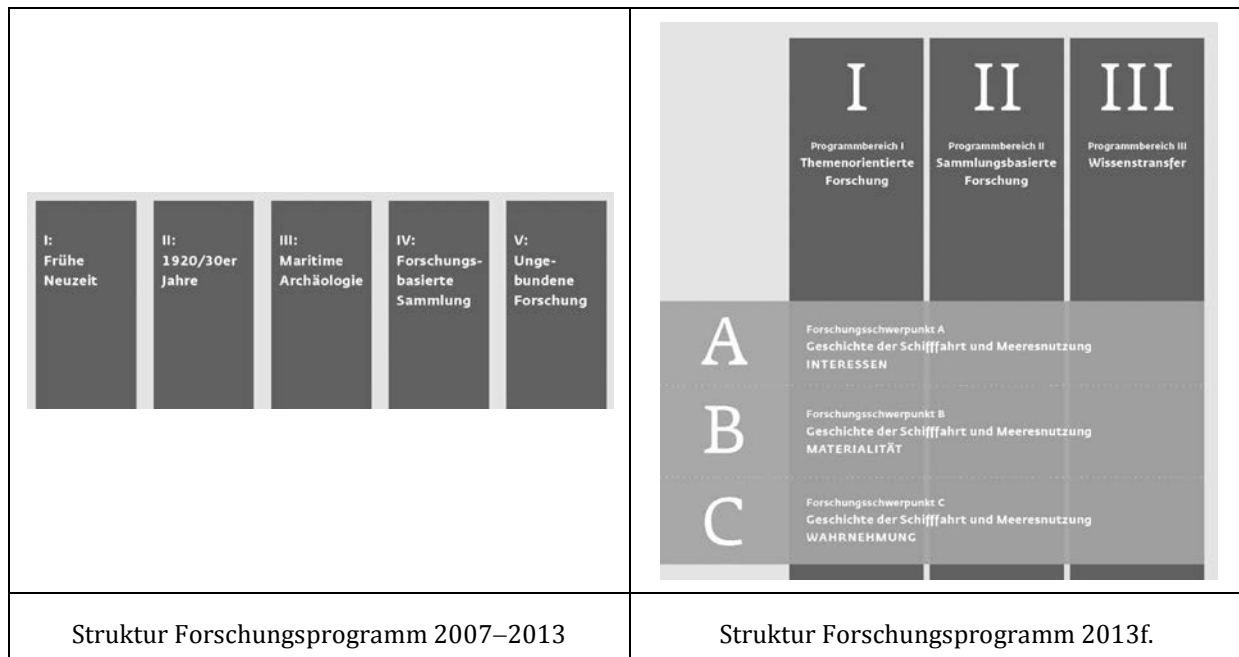 I:
Frühe
Neuzeit
II:
1920/30er
Jahre
III:
Maritime
Archäologie
IV:
Forschungs-
basierte
Sammlung
V:
Unge-
bundene
Forschung
I
Programmbereich I
Themenorientierte
Forschung
II
Programmbereich II
Sammlungsbasierte
Forschung
III
Programmbereich III
Wissenstransfer
A
Forschungsschwerpunkt A
Geschichte der Schifffahrt und Meeresnutzung
INTERESSEN
B
Forschungsschwerpunkt B
Geschichte der Schifffahrt und Meeresnutzung
MATERIALITÄT
C
Forschungsschwerpunkt C
Geschichte der Schifffahrt und Meeresnutzung
WAHRNEHMUNG
Struktur Forschungsprogramm 2007–2013
Struktur Forschungsprogramm 2013f.